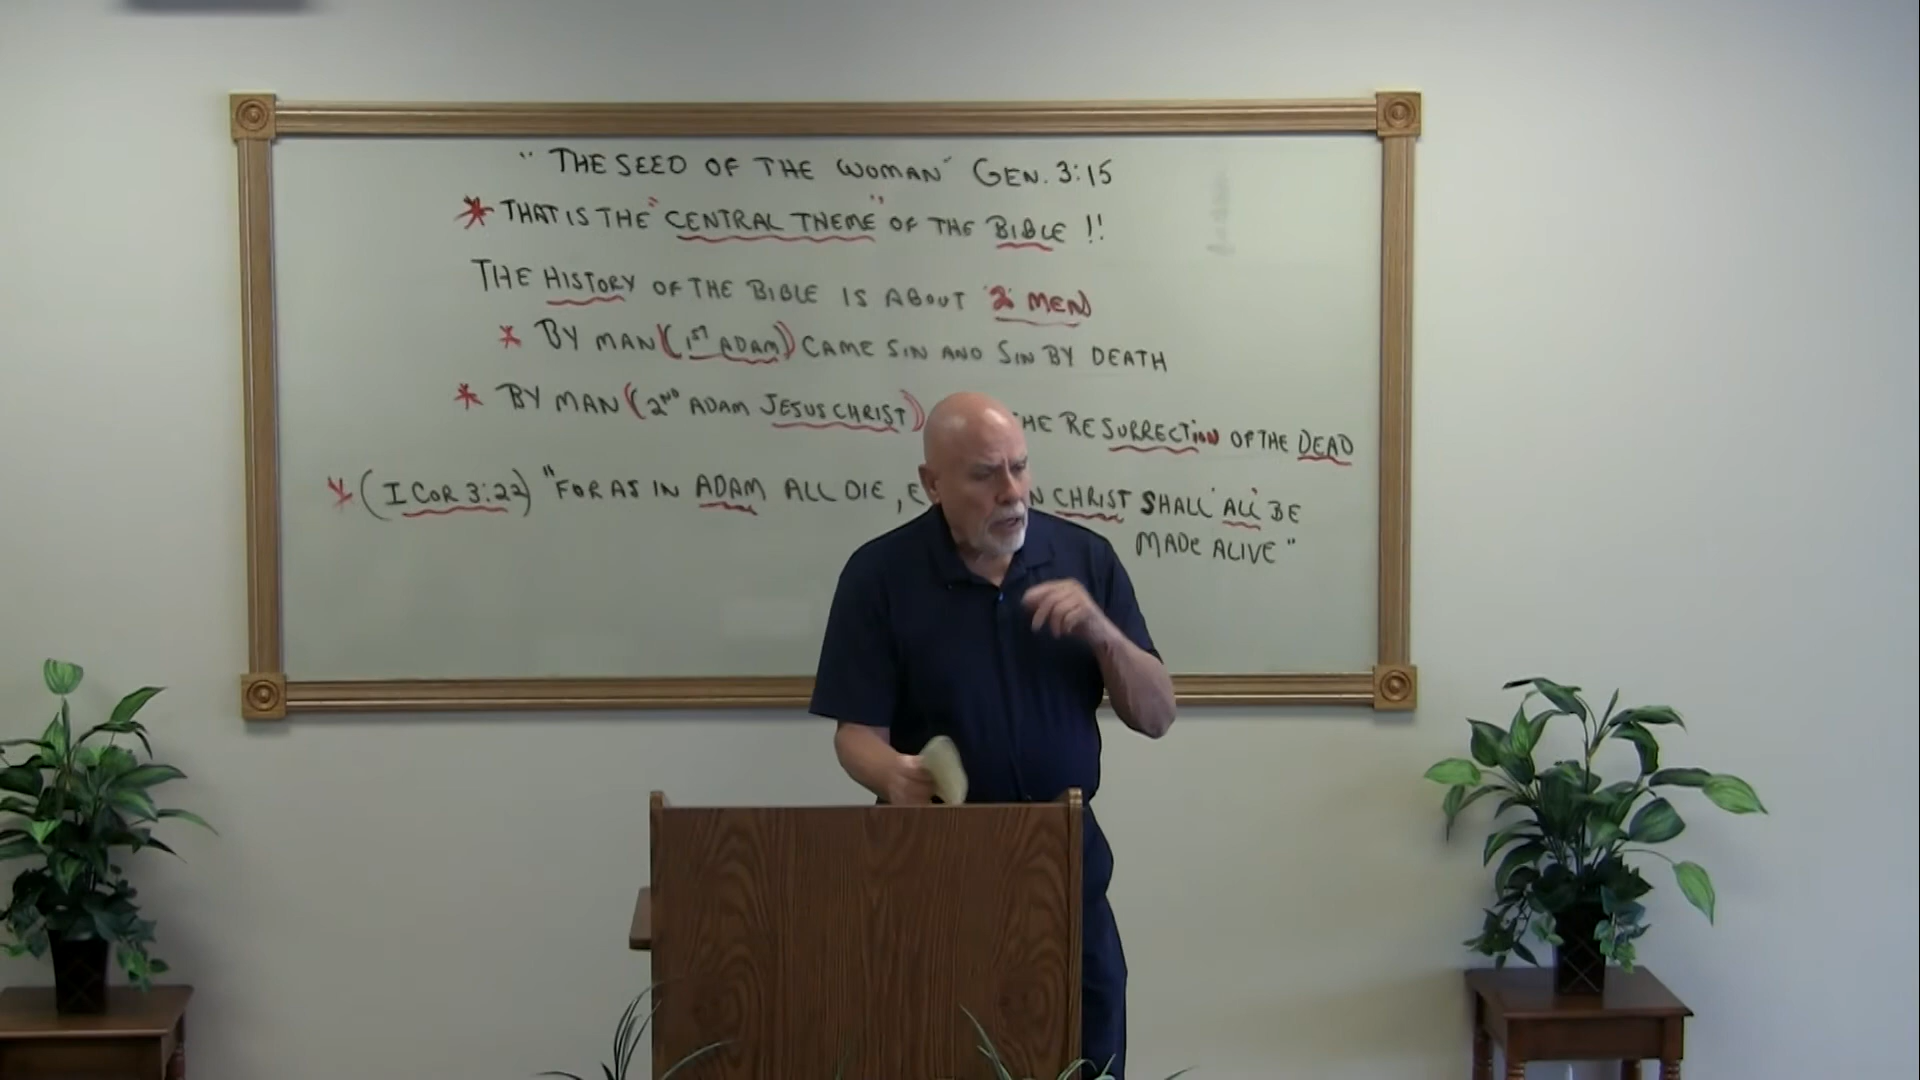 "THE SEED OF THE WOMAN" GEN. 3:15
* THAT IS THE "CENTRAL THEME" OF THE BIBLE !!
THE HISTORY OF THE BIBLE IS ABOUT "2" MEN
* BY MAN (1ST ADAM) CAME SIN AND SIN BY DEATH
* BY MAN (2ND ADAM JESUS CHRIST) HE RESURRECTION OF THE DEAD
* (I COR 3:22) "FOR AS IN ADAM ALL DIE, E N CHRIST SHALL "ALL" BE
MADE ALIVE"